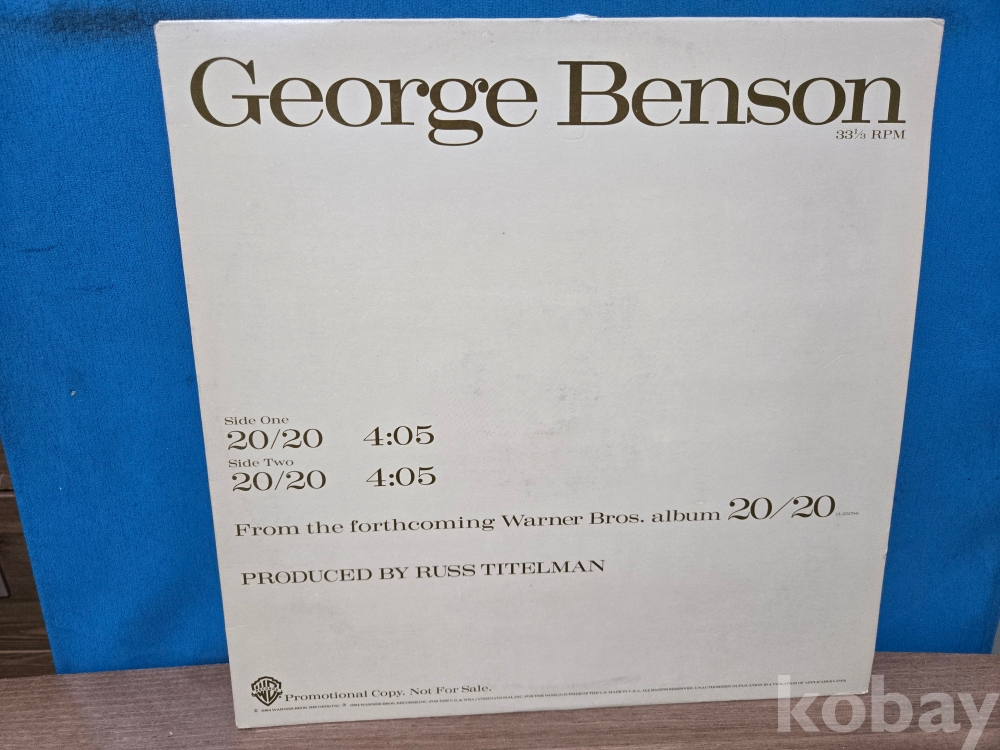 George Benson
33⅓ RPM
Side One
20/20 4:05
Side Two
20/20 4:05
From the forthcoming Warner Bros. album 20/20
PRODUCED BY RUSS TITELMAN
Promotional Copy. Not For Sale.
kobay